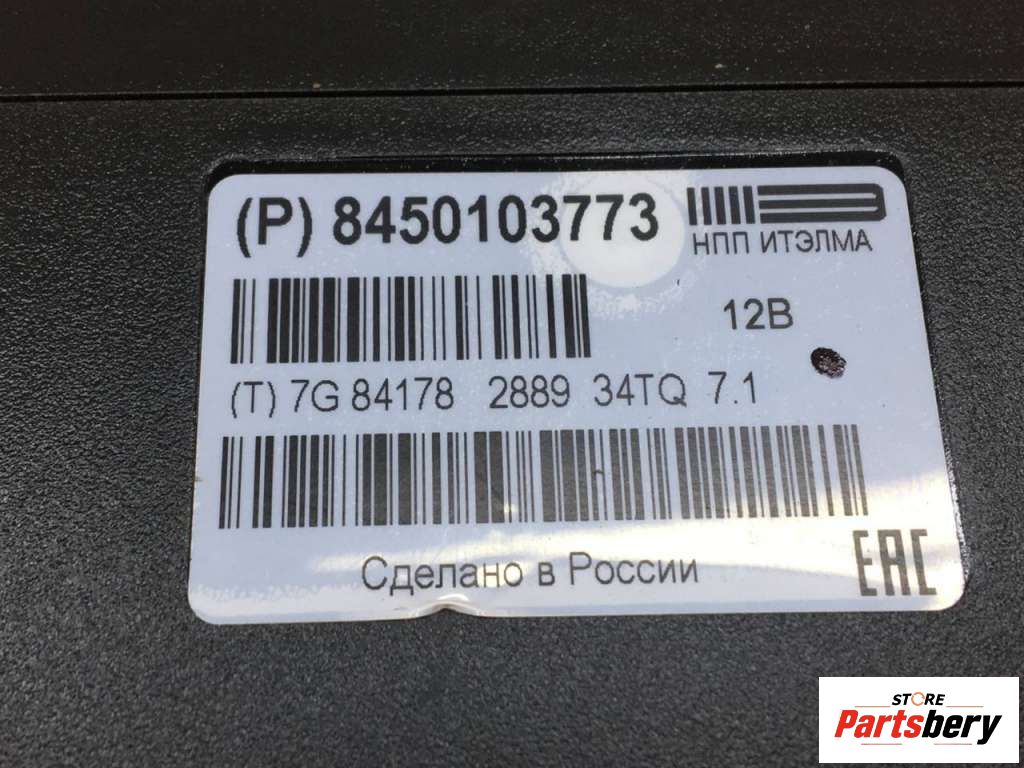 (P) 8450103773
НПП ИТЭЛМА
12В
(T) 7G 84178 2889 34TQ 7.1
Сделано в России
EAC
STORE
Partsbery